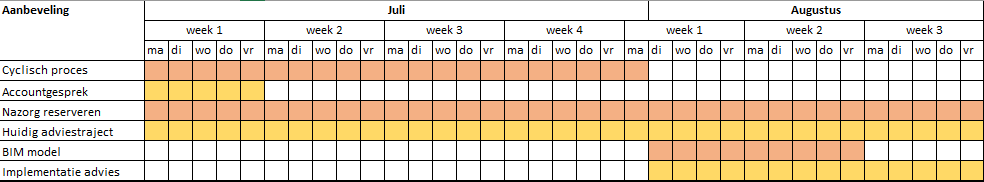 Aanbeveling Juli Augustus
week 1 week 2 week 3 week 4 week 1 week 2 week 3
ma di wo do vr ma di wo do vr ma di wo do vr ma di wo do vr ma di wo do vr ma di wo do vr ma di wo do vr
Cyclisch proces
Accountgesprek
Nazorg reserveren
Huidig adviestraject
BIM model
Implementatie advies